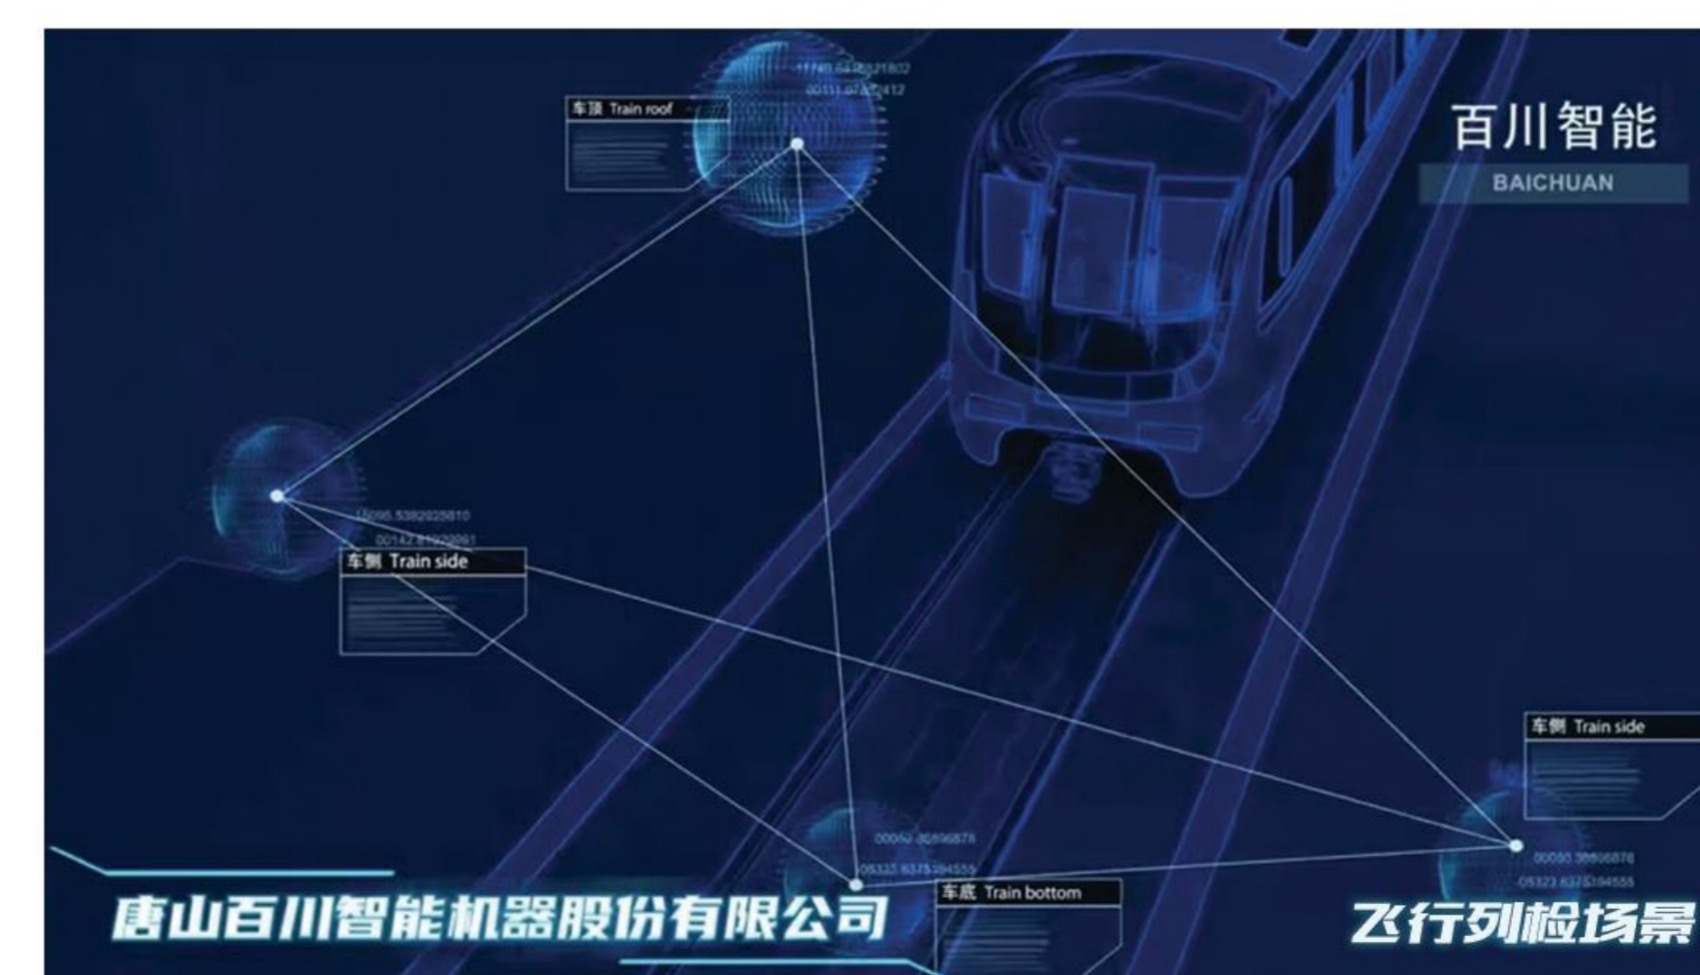 车顶 Train roof
百川智能
BAICHUAN
车侧 Train side
车侧 Train side
车底 Train bottom
唐山百川智能机器股份有限公司
飞行列检场景